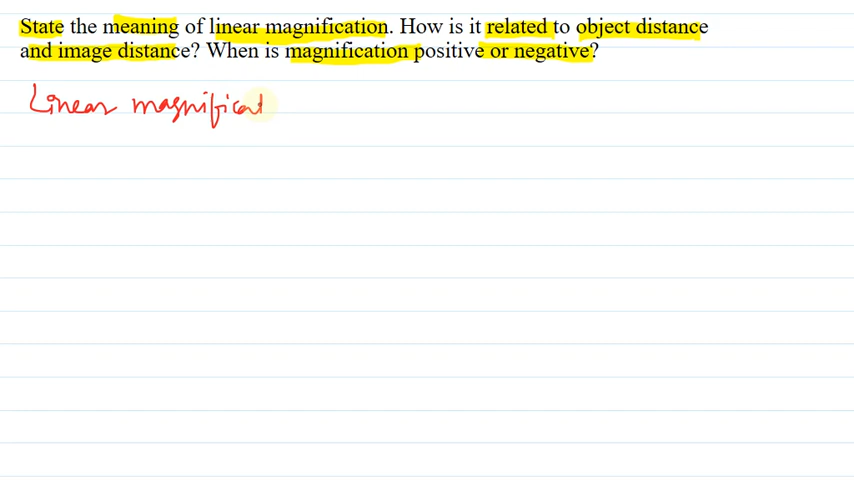 State the meaning of linear magnification. How is it related to object distance
and image distance? When is magnification positive or negative?
Linear magnificat